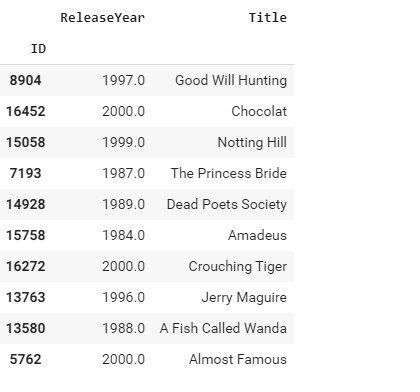 ReleaseYear Title
ID
8904 1997.0 Good Will Hunting
16452 2000.0 Chocolat
15058 1999.0 Notting Hill
7193 1987.0 The Princess Bride
14928 1989.0 Dead Poets Society
15758 1984.0 Amadeus
16272 2000.0 Crouching Tiger
13763 1996.0 Jerry Maguire
13580 1988.0 A Fish Called Wanda
5762 2000.0 Almost Famous